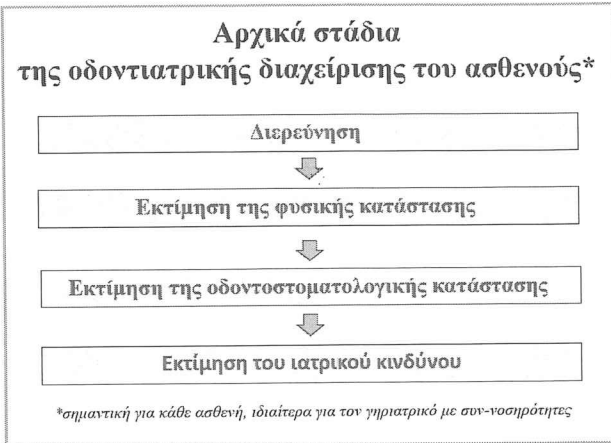 Αρχικά στάδια
της οδοντιατρικής διαχείρισης του ασθενούς*
Διερεύνηση
Εκτίμηση της φυσικής κατάστασης
Εκτίμηση της οδοντοστοματολογικής κατάστασης
Εκτίμηση του ιατρικού κινδύνου
*σημαντική για κάθε ασθενή, ιδιαίτερα για τον γηριατρικό με συν-νοσηρότητες